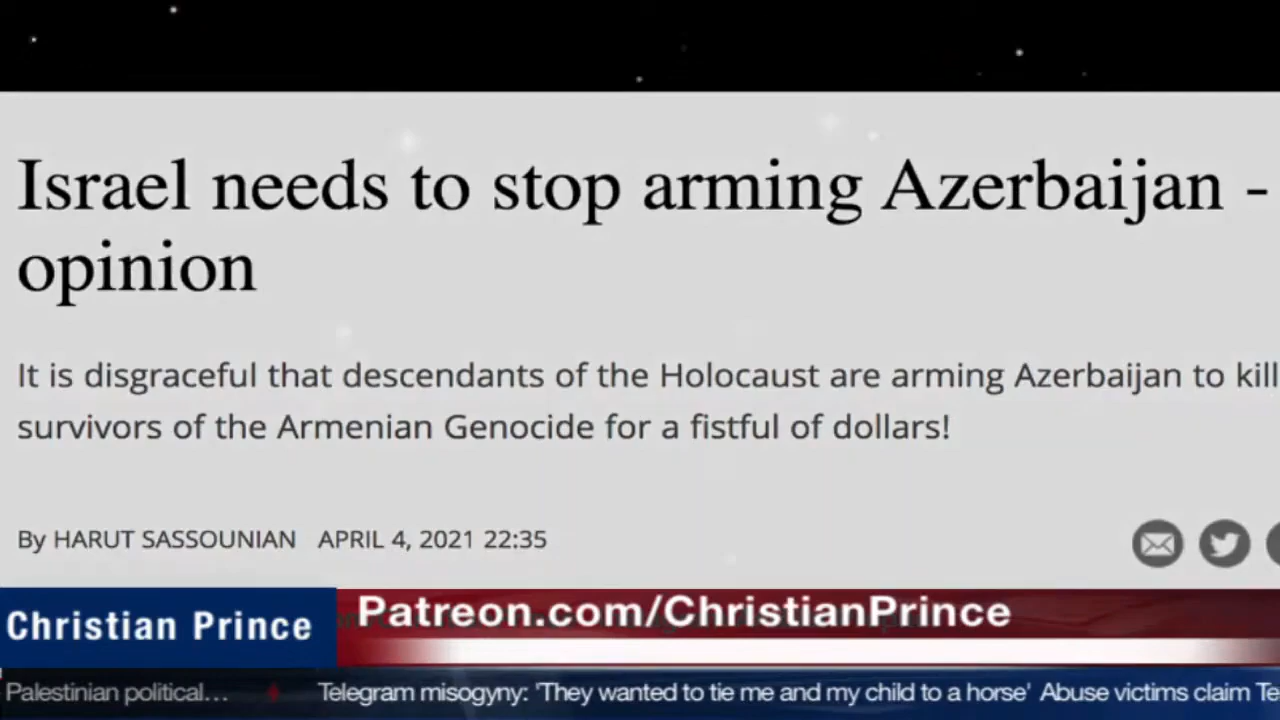 Israel needs to stop arming Azerbaijan -
opinion
It is disgraceful that descendants of the Holocaust are arming Azerbaijan to kill
survivors of the Armenian Genocide for a fistful of dollars!
By HARUT SASSOUNIAN APRIL 4, 2021 22:35
Christian Prince
Patreon.com/ChristianPrince
Palestinian political... Telegram misogyny: 'They wanted to tie me and my child to a horse' Abuse victims claim Te